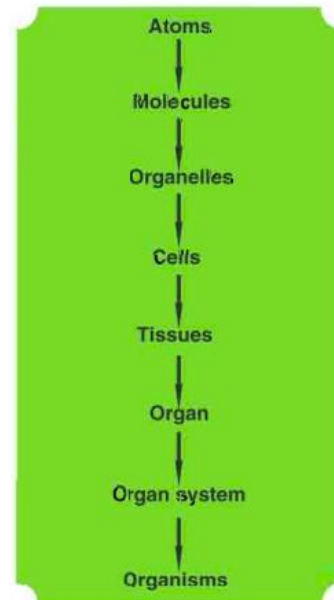 Atoms
Molecules
Organelles
Cells
Tissues
Organ
Organ system
Organisms